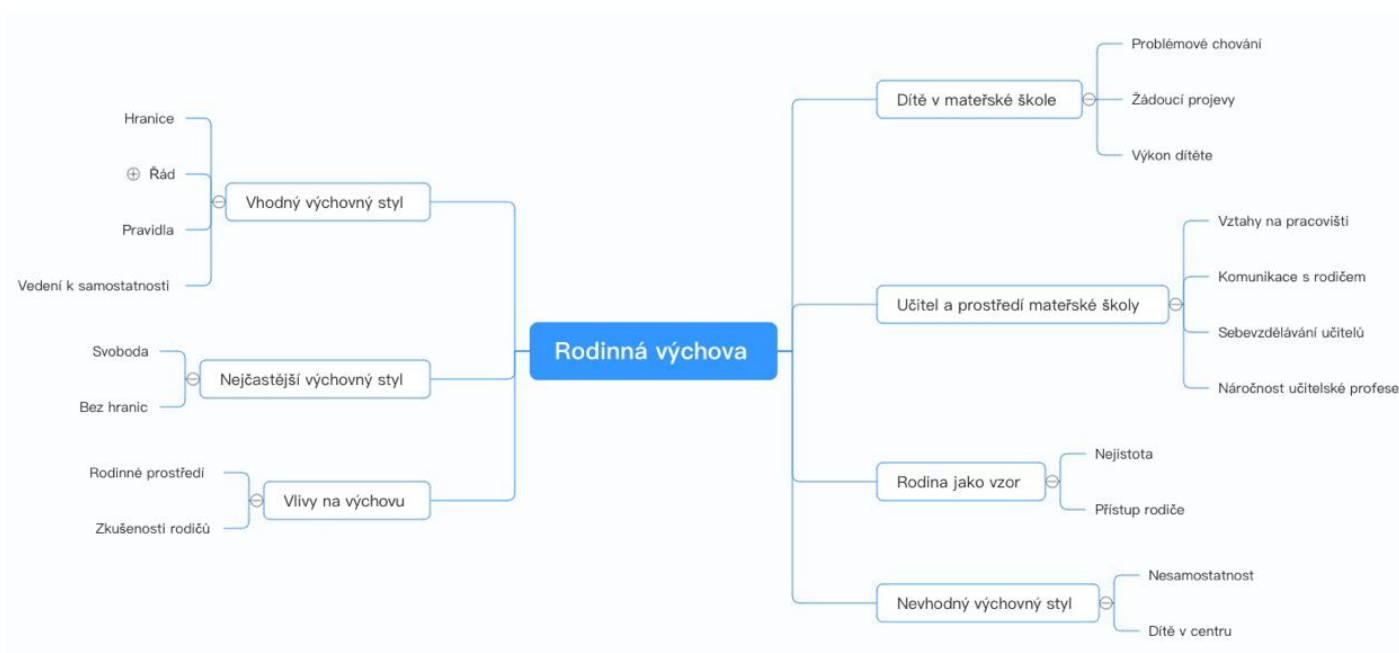 Rodinná výchova
Vhodný výchovný styl
Hranice
Řád
Pravidla
Vedení k samostatnosti
Nejčastější výchovný styl
Svoboda
Bez hranic
Vlivy na výchovu
Rodinné prostředí
Zkušenosti rodičů
Dítě v mateřské škole
Problémové chování
Žádoucí projevy
Výkon dítěte
Učitel a prostředí mateřské školy
Vztahy na pracovišti
Komunikace s rodičem
Sebevzdělávání učitelů
Náročnost učitelské profese
Rodina jako vzor
Nejistota
Přístup rodiče
Nevhodný výchovný styl
Nesamostatnost
Dítě v centru